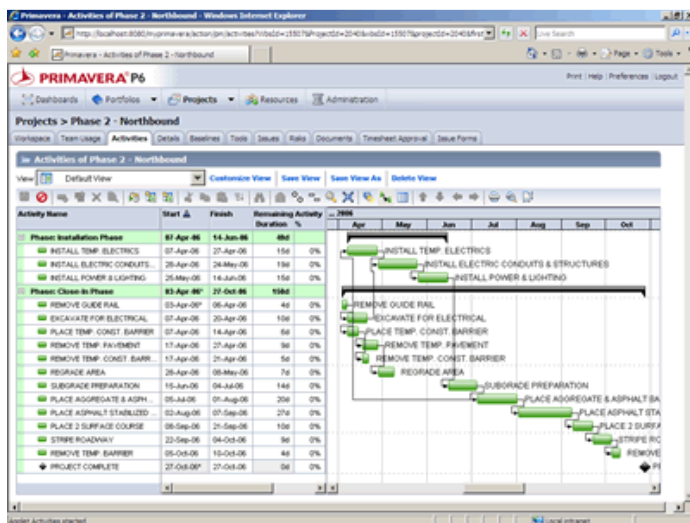 Primavera - Activities of Phase 2 - Northbound - Windows Internet Explorer
Live Search
Primavera - Activities of Phase 2 - Northbound
Page Tools
PRIMAVERA P6
Print | Help | Preferences | Logout
Dashboards Portfolios Projects Resources Administration
Projects > Phase 2 - Northbound
Workspace Team Usage Activities Details Baselines Tools Issues Risks Documents Timesheet Approval Issue Forms
Activities of Phase 2 - Northbound
View Default View Customize View Save View Save View As Delete View
Activity Name Start Finish Remaining Duration Activity % 2006
Apr May Jun Jul Aug Sep Oct
Phase: Installation Phase 07-Apr-06 14-Jun-06 49d
INSTALL TEMP. ELECTRICS 07-Apr-06 27-Apr-06 15d 0% INSTALL TEMP. ELECTRICS
INSTALL ELECTRIC CONDUITS... 28-Apr-06 24-May-06 19d 0% INSTALL ELECTRIC CONDUITS & STRUCTURES
INSTALL POWER & LIGHTING 25-May-06 14-Jun-06 15d 0% INSTALL POWER & LIGHTING
Phase: Close-In Phase 03-Apr-06* 27-Oct-06 150d
REMOVE GUIDE RAIL 03-Apr-06* 06-Apr-06 4d 0% REMOVE GUIDE RAIL
EXCAVATE FOR ELECTRICAL 07-Apr-06 20-Apr-06 10d 0% EXCAVATE FOR ELECTRICAL
PLACE TEMP. CONST. BARRIER 07-Apr-06 14-Apr-06 6d 0% PLACE TEMP. CONST. BARRIER
REMOVE TEMP. PAVEMENT 17-Apr-06 27-Apr-06 9d 0% REMOVE TEMP. PAVEMENT
REMOVE TEMP. CONST. BARR... 17-Apr-06 21-Apr-06 5d 0% REMOVE TEMP. CONST. BARRIER
REGRADE AREA 28-Apr-06 08-May-06 7d 0% REGRADE AREA
SUBGRADE PREPARATION 15-Jun-06 04-Jul-06 14d 0% SUBGRADE PREPARATION
PLACE AGGREGATE & ASPH... 05-Jul-06 01-Aug-06 20d 0% PLACE AGGREGATE & ASPHALT BA
PLACE ASPHALT STABILIZED ... 02-Aug-06 07-Sep-06 27d 0% PLACE ASPHALT STA
PLACE 2 SURFACE COURSE 08-Sep-06 21-Sep-06 10d 0% PLACE 2 SURFA
STRIPE ROADWAY 22-Sep-06 04-Oct-06 9d 0% STRIPE RO
REMOVE TEMP. BARRIER 05-Oct-06 10-Oct-06 4d 0% REMOVE
PROJECT COMPLETE 27-Oct-06* 27-Oct-06 0d 0%
Applet Activities started Local intranet